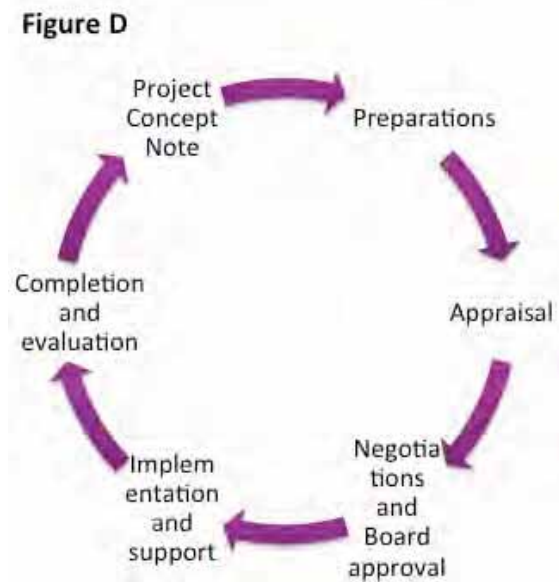 Figure D
Project
Concept
Note
Preparations
Appraisal
Negotia
tions
and
Board
approval
Implem
entation
and
support
Completion
and
evaluation